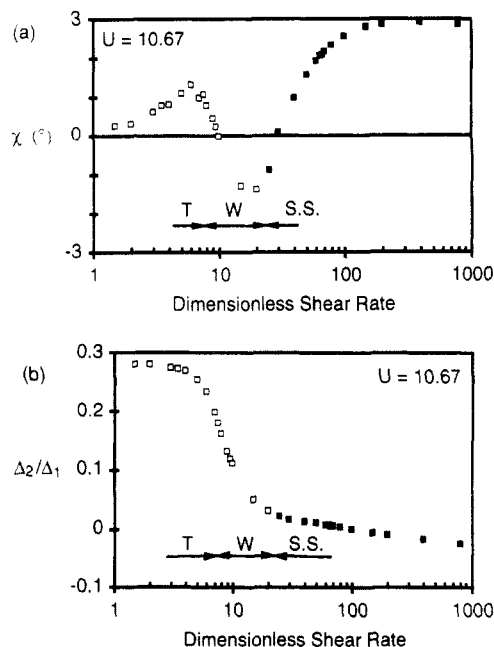 (a)
3
U = 10.67
χ (°)
0
T W S.S.
-3
1 10 100 1000
Dimensionless Shear Rate
(b)
0.3
U = 10.67
0.2
Δ₂/Δ₁
0.1
0
T W S.S.
-0.1
1 10 100 1000
Dimensionless Shear Rate